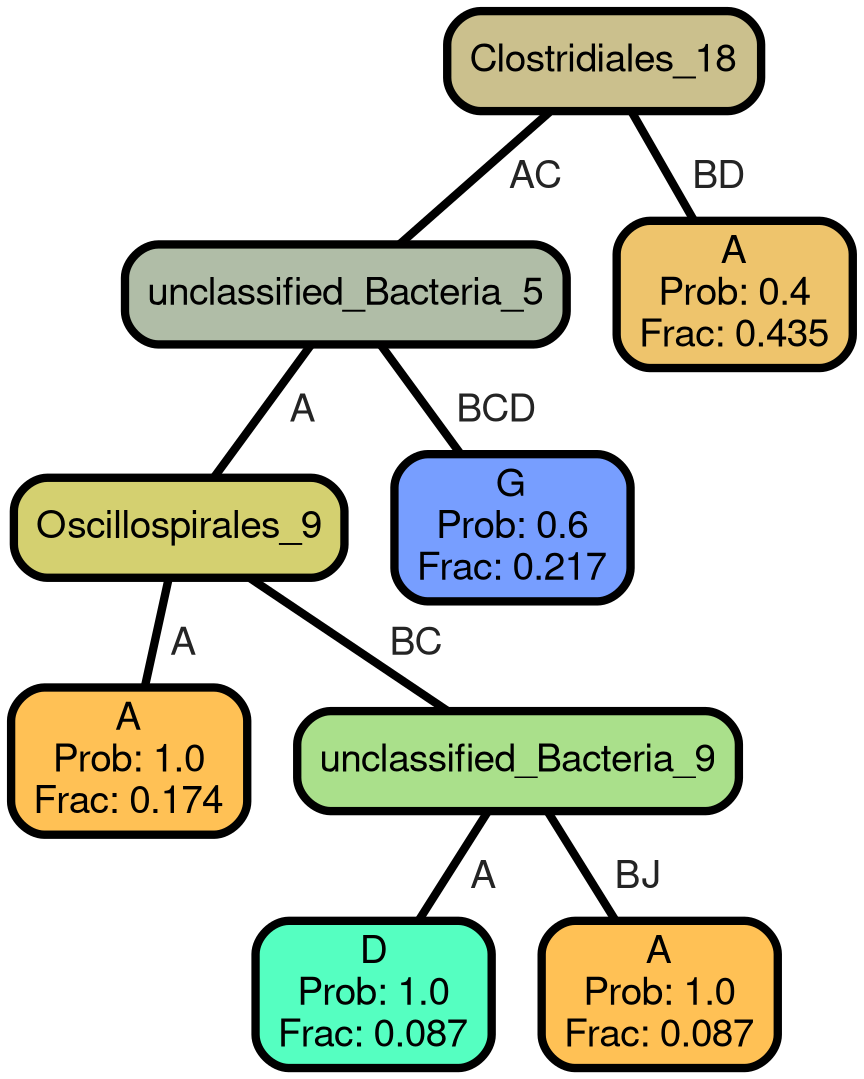 Clostridiales_18
AC
BD
unclassified_Bacteria_5
A
Prob: 0.4
Frac: 0.435
A
BCD
Oscillospirales_9
G
Prob: 0.6
Frac: 0.217
A
BC
A
Prob: 1.0
Frac: 0.174
unclassified_Bacteria_9
A
BJ
D
Prob: 1.0
Frac: 0.087
A
Prob: 1.0
Frac: 0.087